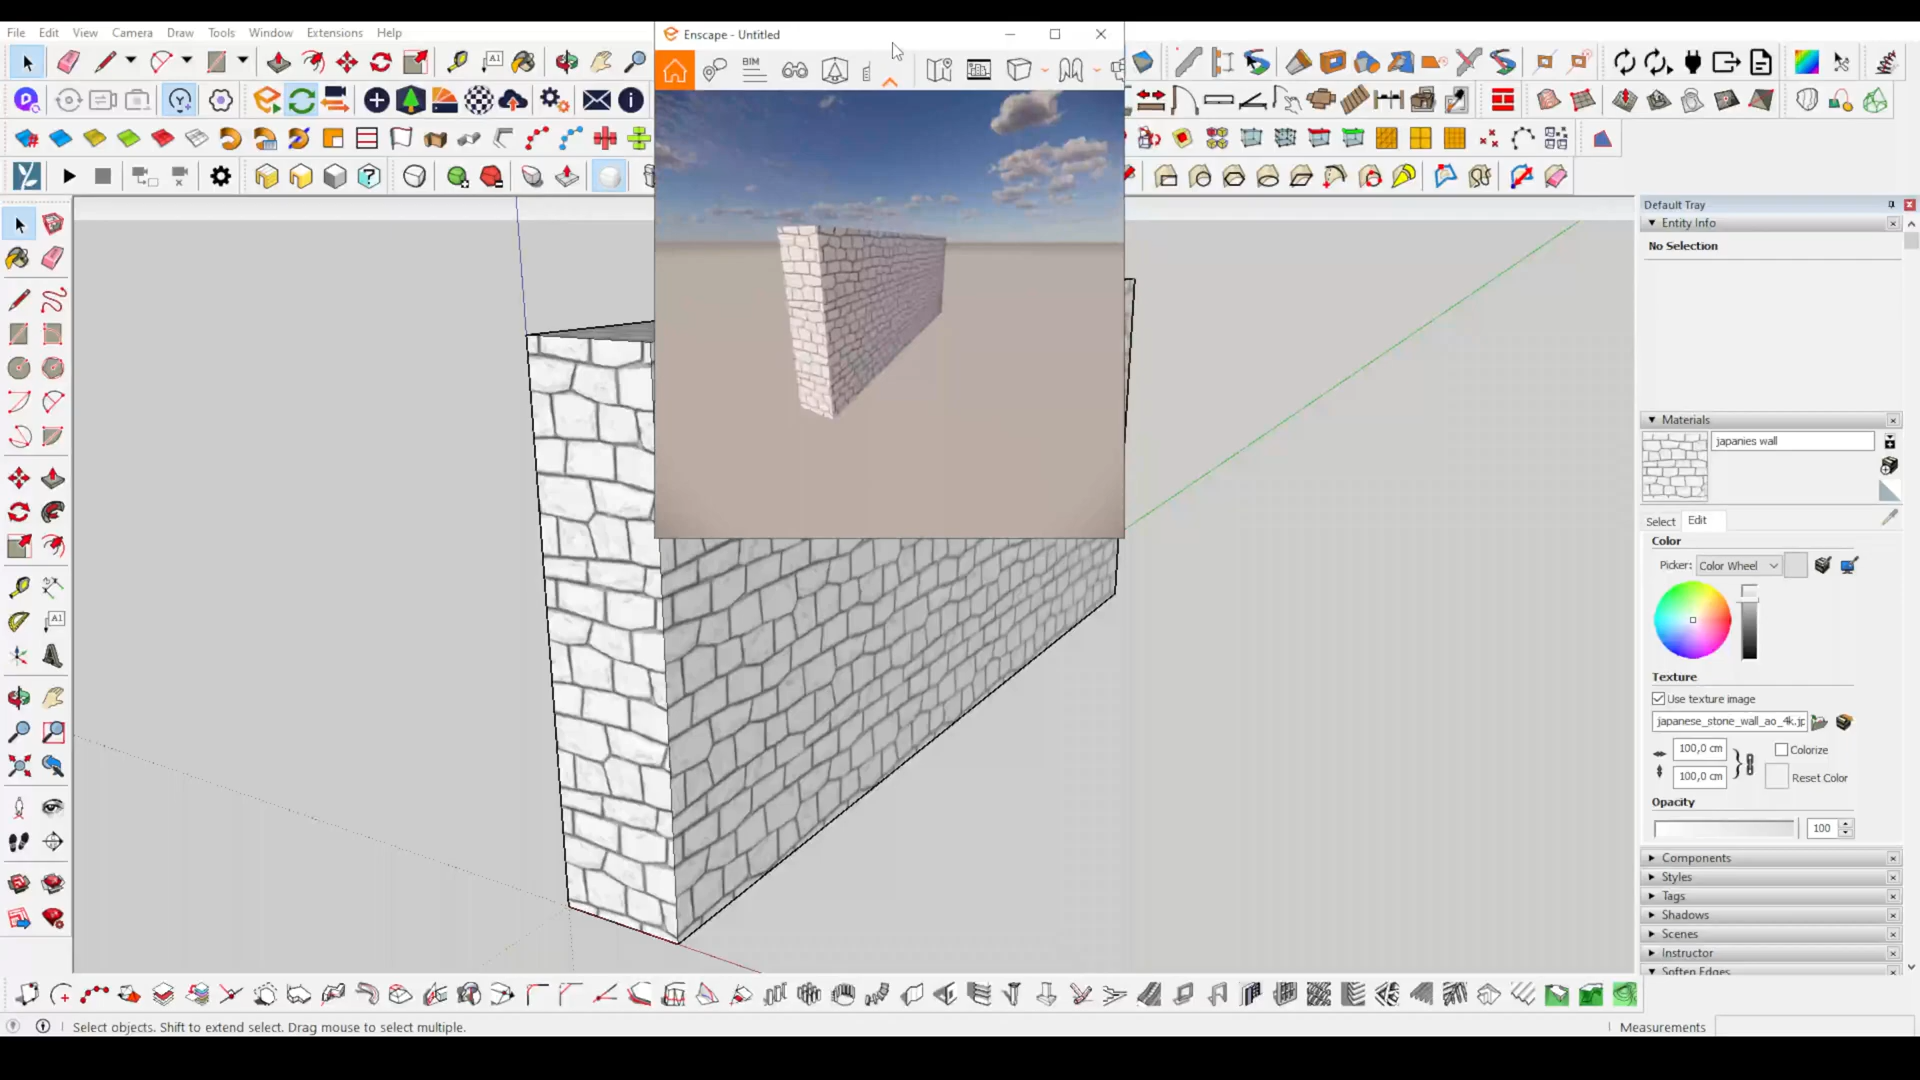 File Edit View Camera Draw Tools Window Extensions Help
Enscape - Untitled
BIM
Default Tray
Entity Info
No Selection
Materials
japanies wall
Select Edit
Color
Picker: Color Wheel
Texture
Use texture image
japanese_stone_wall_ao_4k.jp
100,0 cm
Colorize
100,0 cm
Reset Color
Opacity
100
Components
Styles
Tags
Shadows
Scenes
Instructor
Soften Edges
Select objects. Shift to extend select. Drag mouse to select multiple.
Measurements